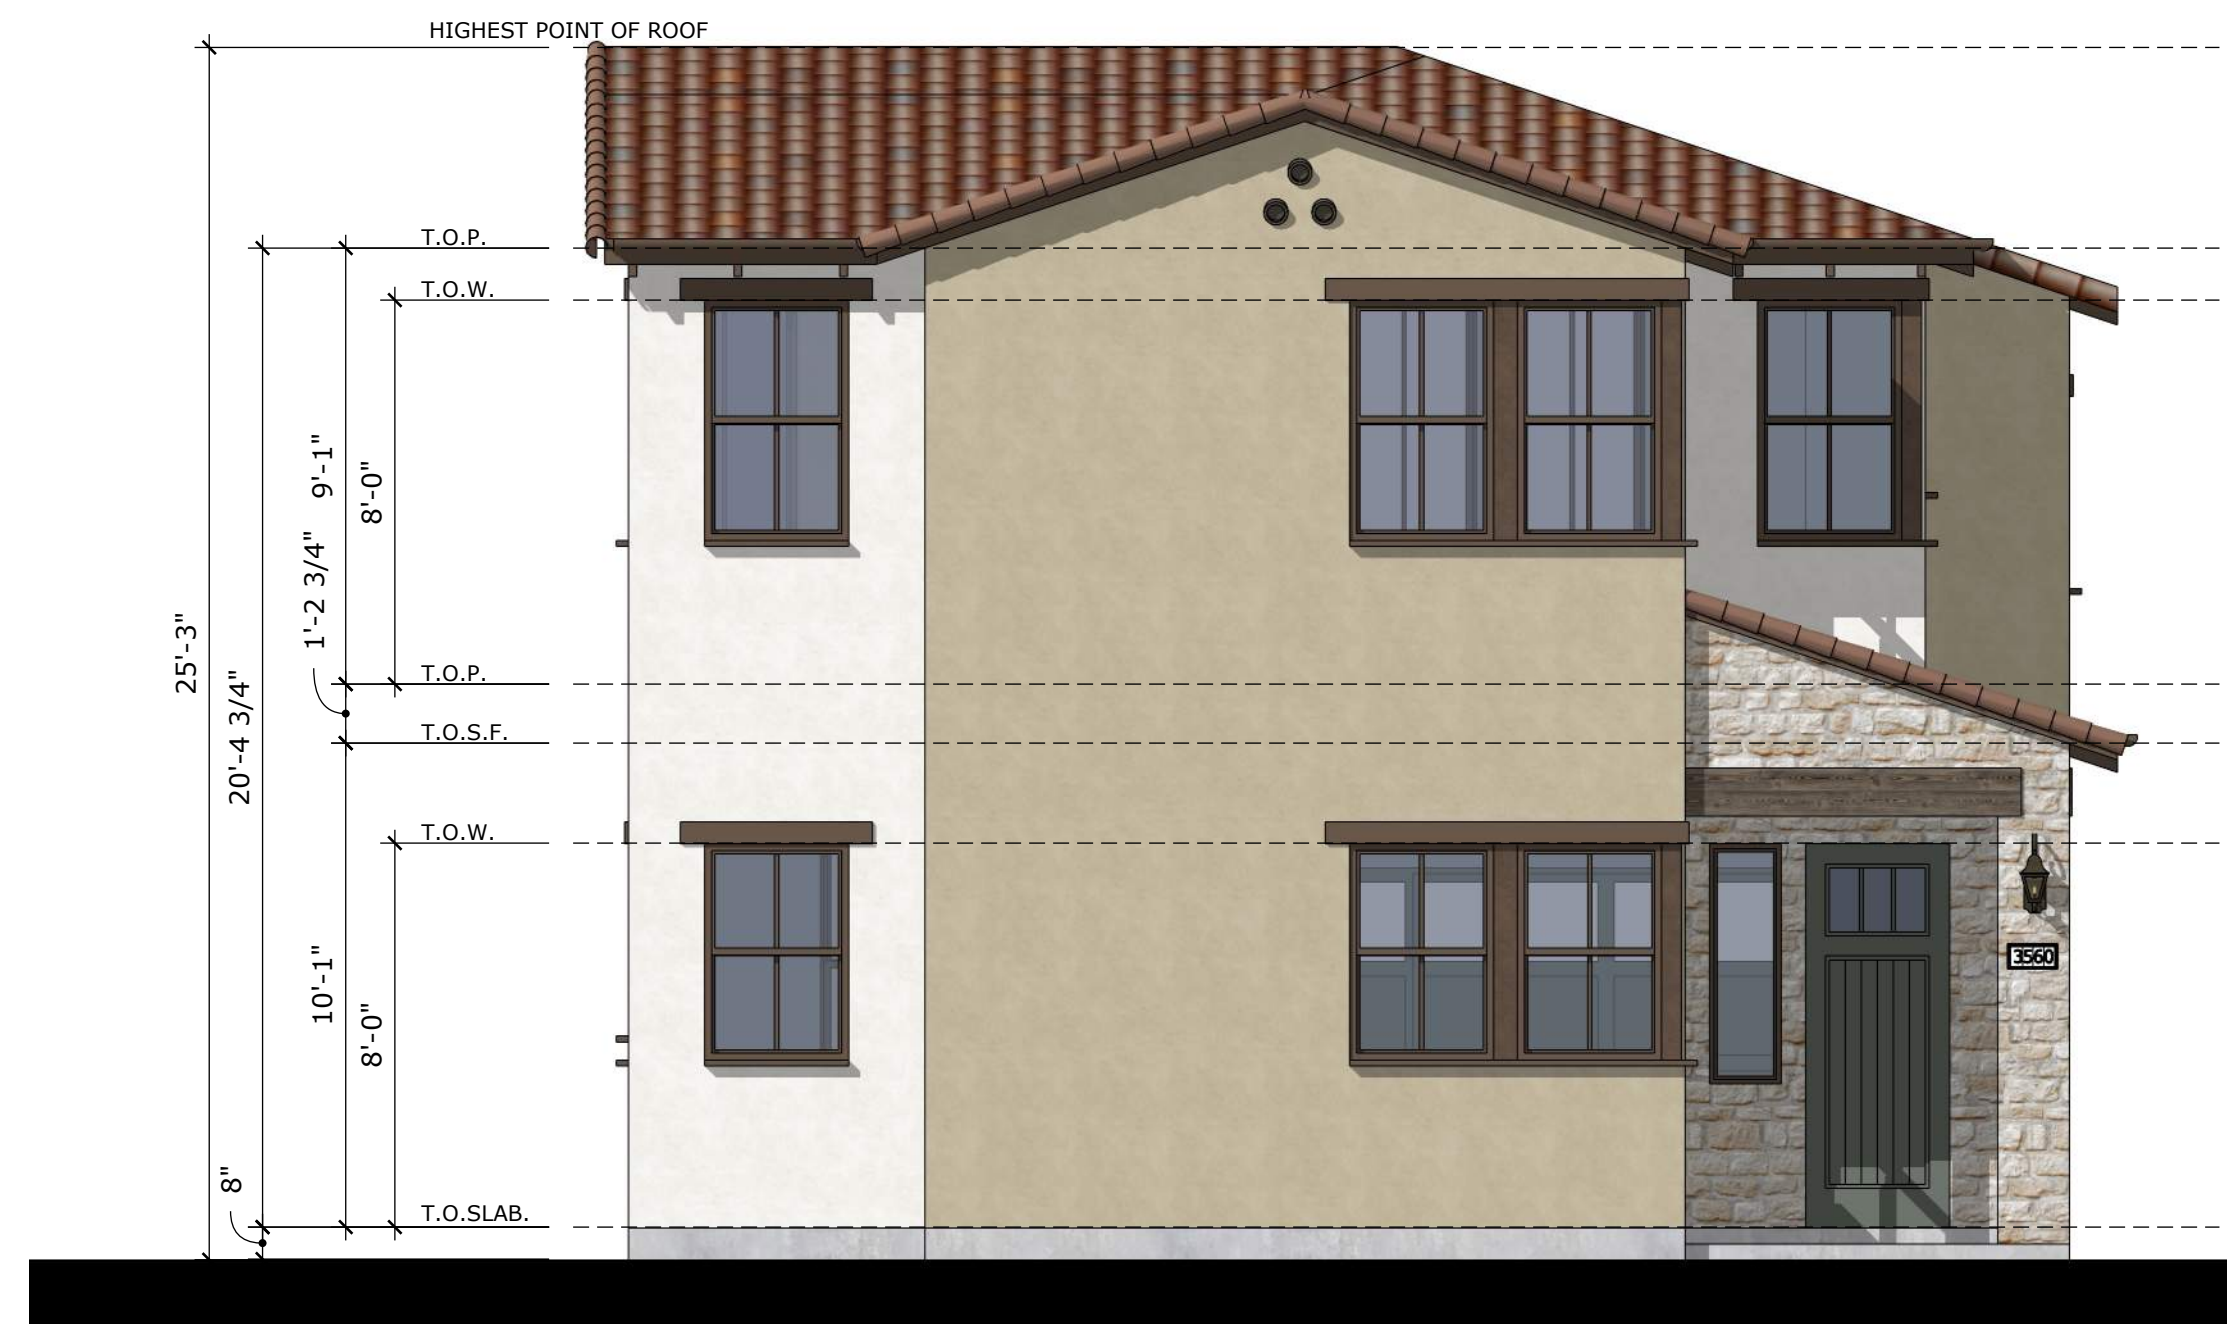 HIGHEST POINT OF ROOF
T.O.P.
T.O.W.
9'-1"
8'-0"
1'-2 3/4"
25'-3"
20'-4 3/4"
T.O.P.
T.O.S.F.
T.O.W.
10'-1"
8'-0"
3560
8"
T.O.SLAB.